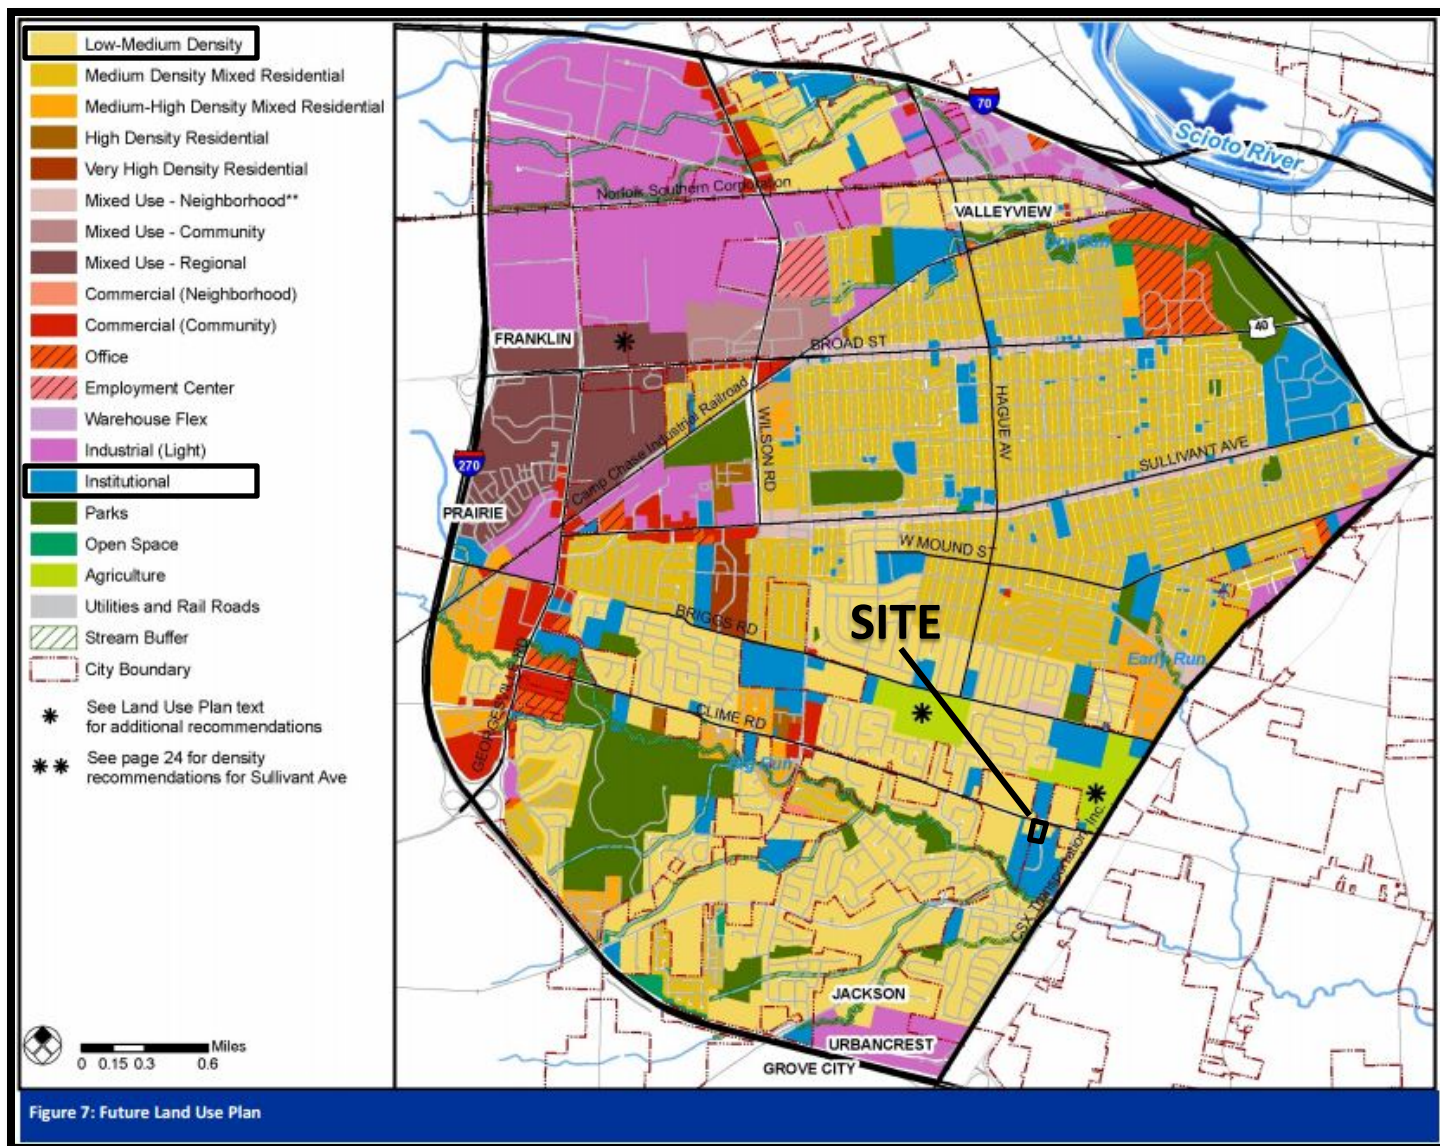 Low-Medium Density
Medium Density Mixed Residential
Medium-High Density Mixed Residential
High Density Residential
Very High Density Residential
Mixed Use - Neighborhood**
Mixed Use - Community
Mixed Use - Regional
Commercial (Neighborhood)
Commercial (Community)
Office
Employment Center
Warehouse Flex
Industrial (Light)
Institutional
Parks
Open Space
Agriculture
Utilities and Rail Roads
Stream Buffer
City Boundary
See Land Use Plan text
for additional recommendations
See page 24 for density
recommendations for Sullivant Ave
Miles
0 0.15 0.3 0.6
70
Scioto River
Norfolk Southern Corporation
VALLEYVIEW
Dry Run
40
FRANKLIN
BROAD ST
Camp Chase Industrial Railroad
WILSON RD
HAGUE AV
SULLIVANT AVE
270
PRAIRIE
W MOUND ST
SITE
BRIGGS RD
Early Run
GEORGESVILLE RD
CLIME RD
Big Run
CSX Transportation Inc.
JACKSON
URBANCREST
GROVE CITY
Figure 7: Future Land Use Plan